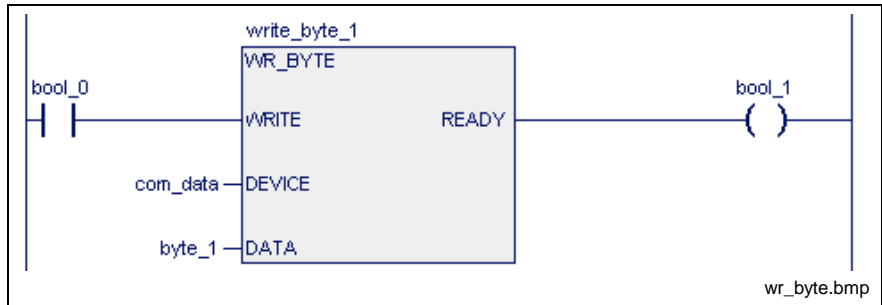 write_byte_1
WR_BYTE
bool_0 bool_1
WRITE READY
com_data DEVICE
byte_1 DATA
wr_byte.bmp